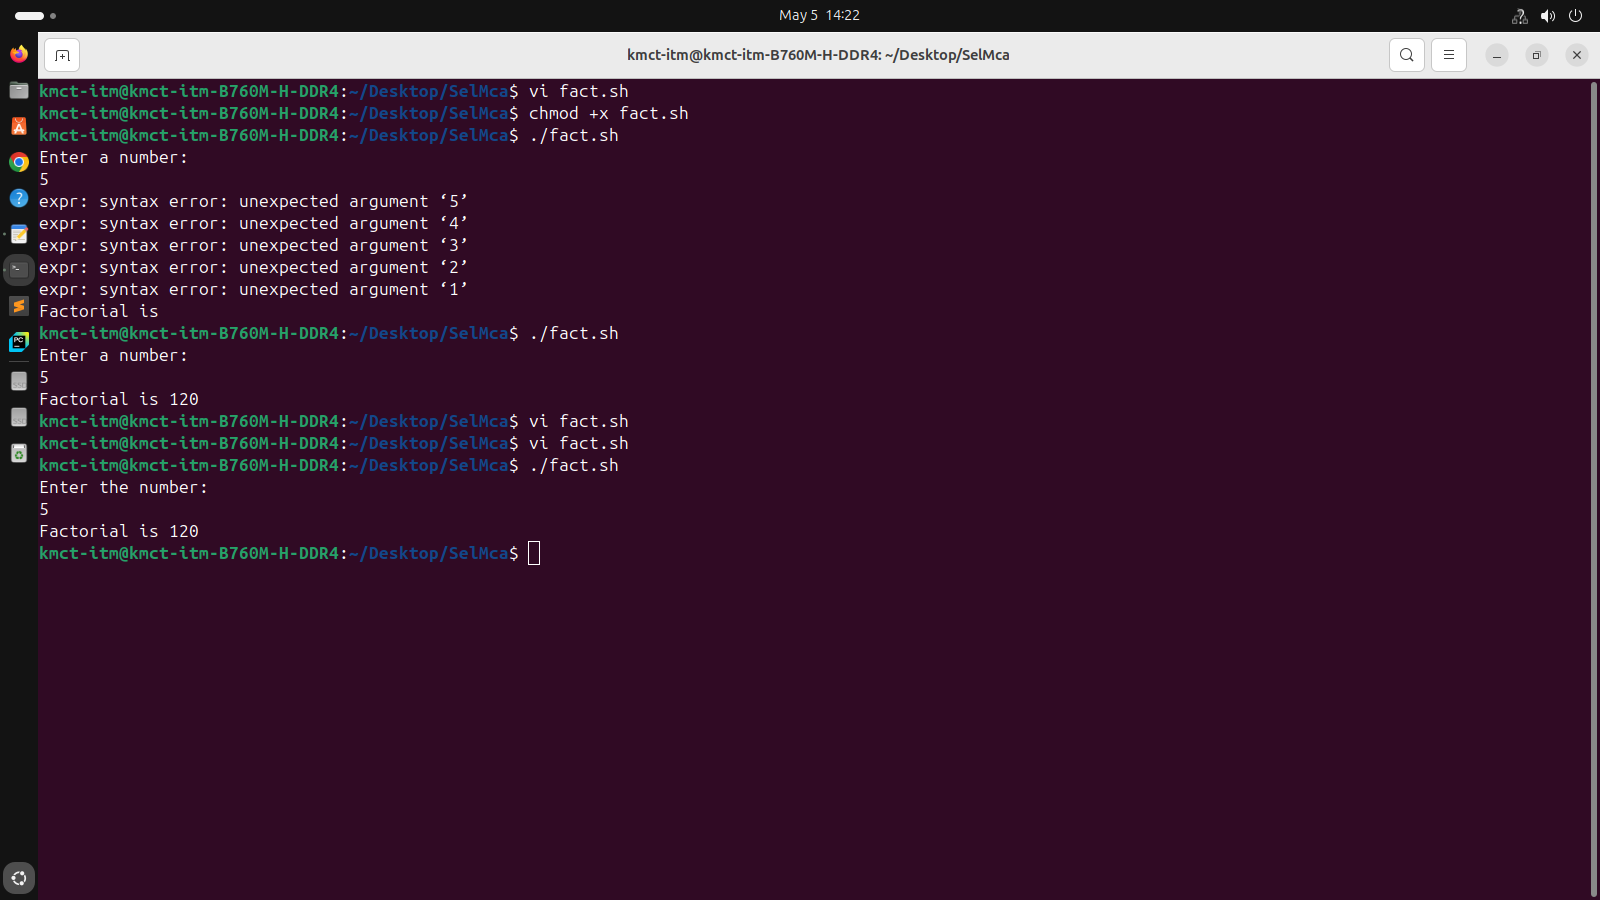 May 5 14:22
kmct-itm@kmct-itm-B760M-H-DDR4: ~/Desktop/SelMca
kmct-itm@kmct-itm-B760M-H-DDR4:~/Desktop/SelMca$ vi fact.sh
kmct-itm@kmct-itm-B760M-H-DDR4:~/Desktop/SelMca$ chmod +x fact.sh
kmct-itm@kmct-itm-B760M-H-DDR4:~/Desktop/SelMca$ ./fact.sh
Enter a number:
5
expr: syntax error: unexpected argument ‘5’
expr: syntax error: unexpected argument ‘4’
expr: syntax error: unexpected argument ‘3’
expr: syntax error: unexpected argument ‘2’
expr: syntax error: unexpected argument ‘1’
Factorial is
kmct-itm@kmct-itm-B760M-H-DDR4:~/Desktop/SelMca$ ./fact.sh
Enter a number:
5
Factorial is 120
kmct-itm@kmct-itm-B760M-H-DDR4:~/Desktop/SelMca$ vi fact.sh
kmct-itm@kmct-itm-B760M-H-DDR4:~/Desktop/SelMca$ vi fact.sh
kmct-itm@kmct-itm-B760M-H-DDR4:~/Desktop/SelMca$ ./fact.sh
Enter the number:
5
Factorial is 120
kmct-itm@kmct-itm-B760M-H-DDR4:~/Desktop/SelMca$